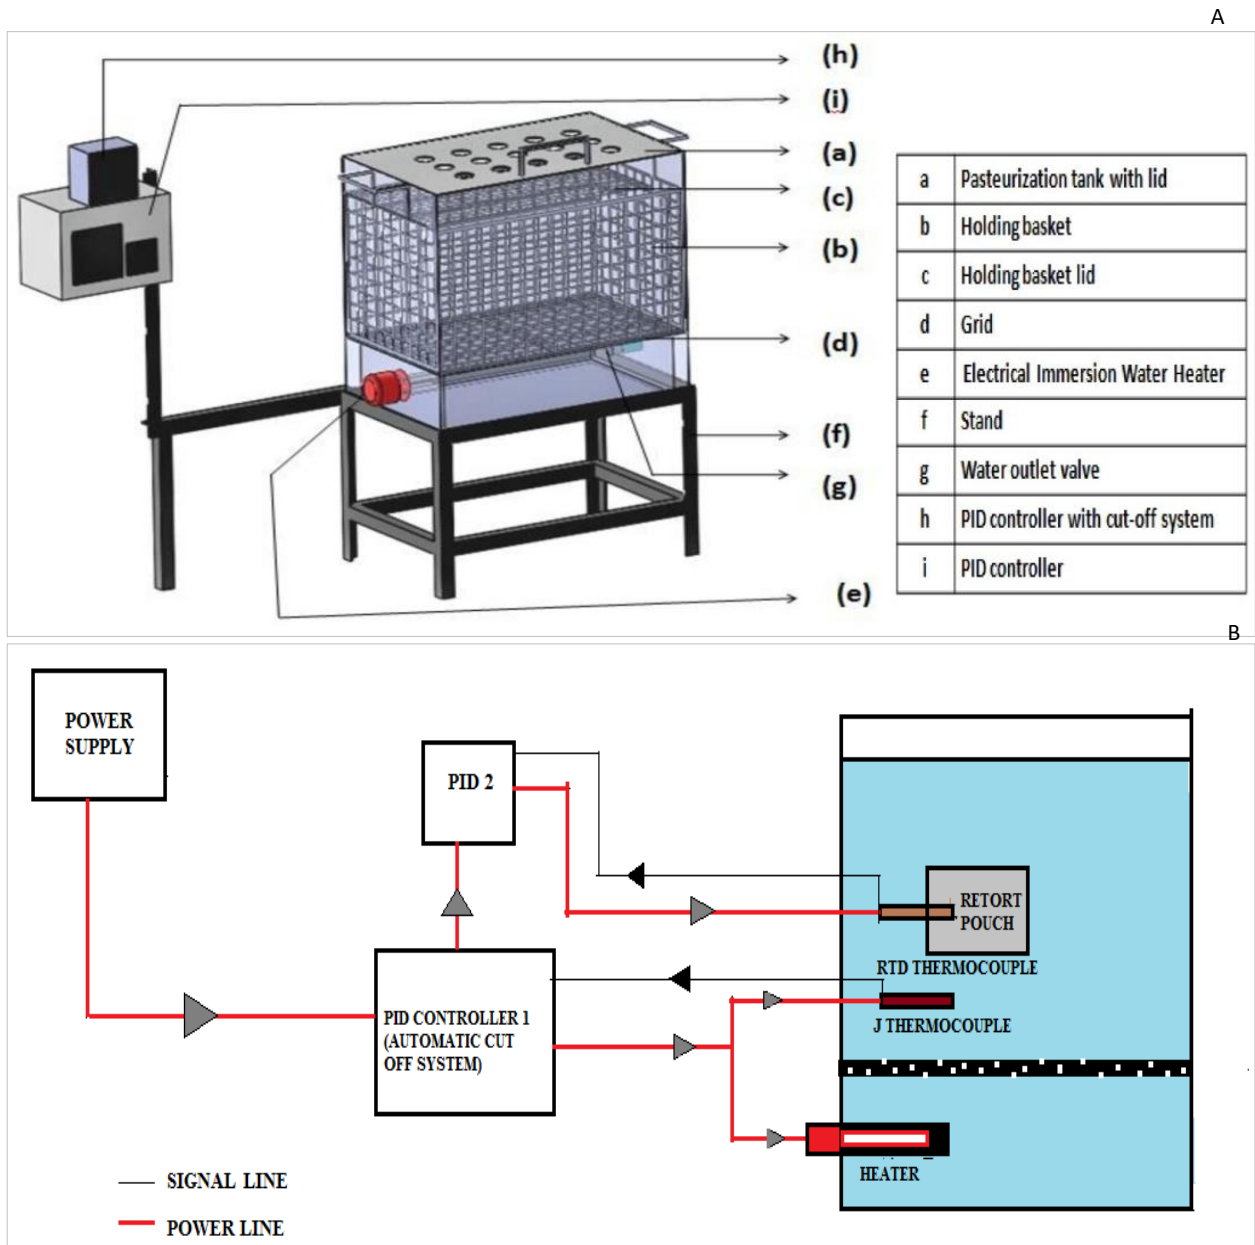 A
(h)
(i)
(a)
(c)
(b)
(d)
(f)
(g)
(e)
a Pasteurization tank with lid
b Holding basket
c Holding basket lid
d Grid
e Electrical Immersion Water Heater
f Stand
g Water outlet valve
h PID controller with cut-off system
i PID controller
B
POWER
SUPPLY
PID 2
RETORT
POUCH
RTD THERMOCOUPLE
PID CONTROLLER 1
(AUTOMATIC CUT
OFF SYSTEM)
J THERMOCOUPLE
HEATER
SIGNAL LINE
POWER LINE